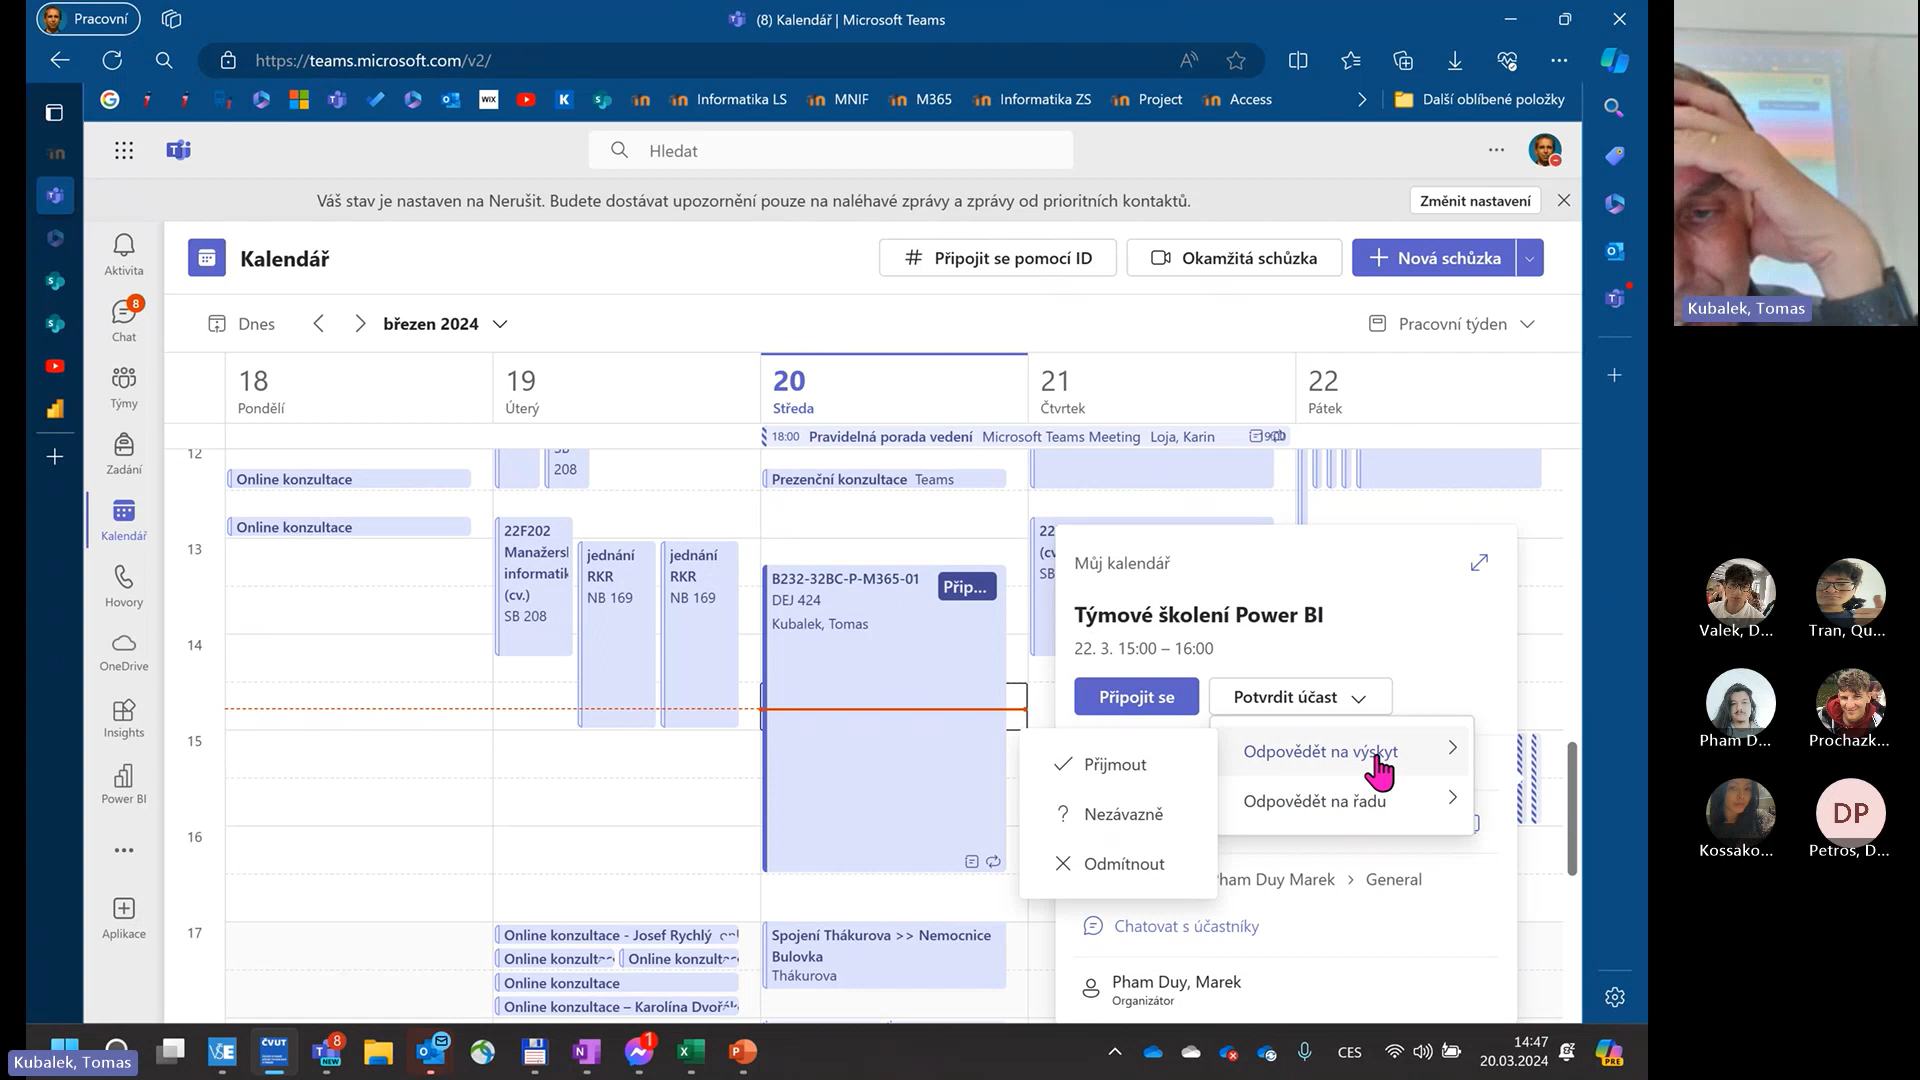 Pracovní
(8) Kalendář | Microsoft Teams
https://teams.microsoft.com/v2/
WIX
K
Informatika LS
MNIF
M365
Informatika ZS
Project
Access
Další oblíbené položky
Hledat
Váš stav je nastaven na Nerušit. Budete dostávat upozornění pouze na naléhavé zprávy a zprávy od prioritních kontaktů.
Změnit nastavení
Kalendář
# Připojit se pomocí ID
Okamžitá schůzka
Nová schůzka
Dnes
březen 2024
Pracovní týden
Aktivita
8
Chat
Týmy
Zadání
Kalendář
Hovory
OneDrive
Insights
Power BI
Aplikace
18
Pondělí
19
Úterý
20
Středa
21
Čtvrtek
22
Pátek
18:00 Pravidelná porada vedení Microsoft Teams Meeting Loja, Karin
12
13
14
15
16
17
Online konzultace
Online konzultace
208
22F202
informatik
(cv.)
SB 208
jednání
RKR
NB 169
jednání
RKR
NB 169
Prezenční konzultace Teams
B232-32BC-P-M365-01
DEJ 424
Kubalek, Tomas
Přip...
Online konzultace - Josef Rychlý
Online konzultace
Online konzultace – Karolína
Spojení Thákurova >> Nemocnice
Bulovka
Thákurova
Můj kalendář
Týmové školení Power BI
22. 3. 15:00 – 16:00
Připojit se
Potvrdit účast
Odpovědět na výskyt
Odpovědět na řadu
Přijmout
Nezávazně
Odmítnout
Pham Duy Marek > General
Chatovat s účastníky
Pham Duy, Marek
Organizátor
Kubalek, Tomas
Valek, D...
Tran, Qu...
Pham D...
Prochazk...
Kossako...
DP
Petros, D...
Kubalek, Tomas
VŠE
ČVUT
8
NEW
1
CES
14:47
20.03.2024
PRE